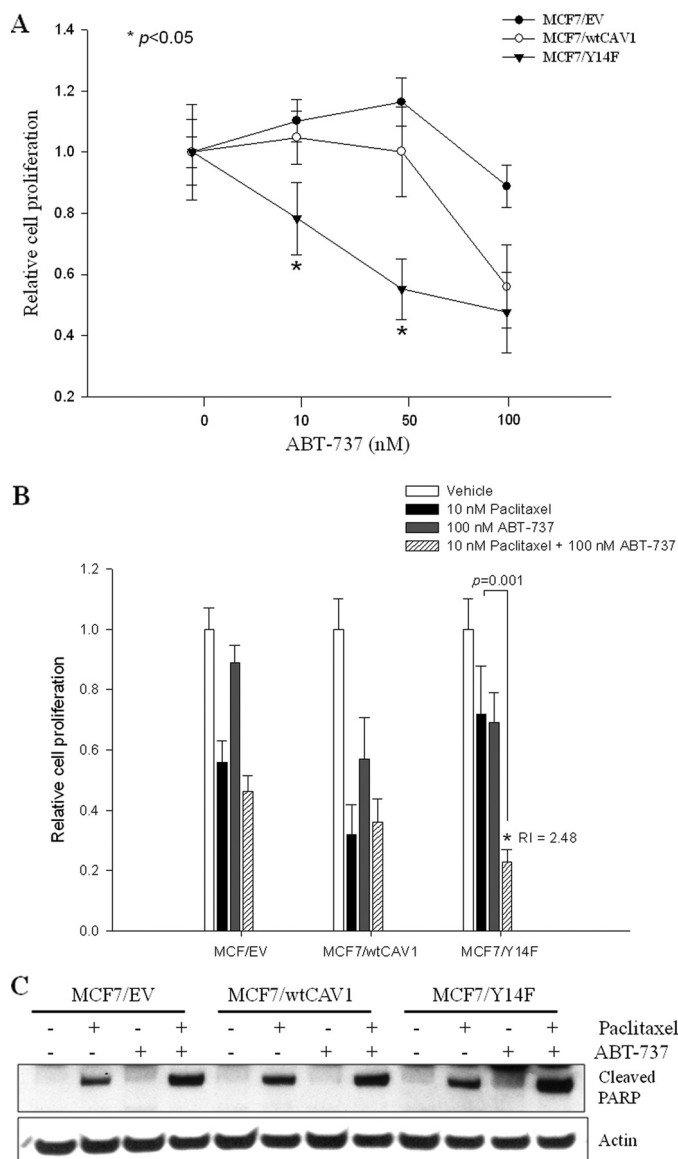 A
* p<0.05
MCF7/EV
MCF7/wtCAV1
MCF7/Y14F
1.4
1.2
1.0
0.8
0.6
0.4
0.2
Relative cell proliferation
*
*
0 10 50 100
ABT-737 (nM)
B
Vehicle
10 nM Paclitaxel
100 nM ABT-737
10 nM Paclitaxel + 100 nM ABT-737
p=0.001
1.2
1.0
0.8
0.6
0.4
0.2
0.0
Relative cell proliferation
* RI = 2.48
MCF/EV MCF7/wtCAV1 MCF7/Y14F
C
MCF7/EV MCF7/wtCAV1 MCF7/Y14F
- + - + - + - + - + - + Paclitaxel
- - + + - - + + - - + + ABT-737
Cleaved
PARP
Actin